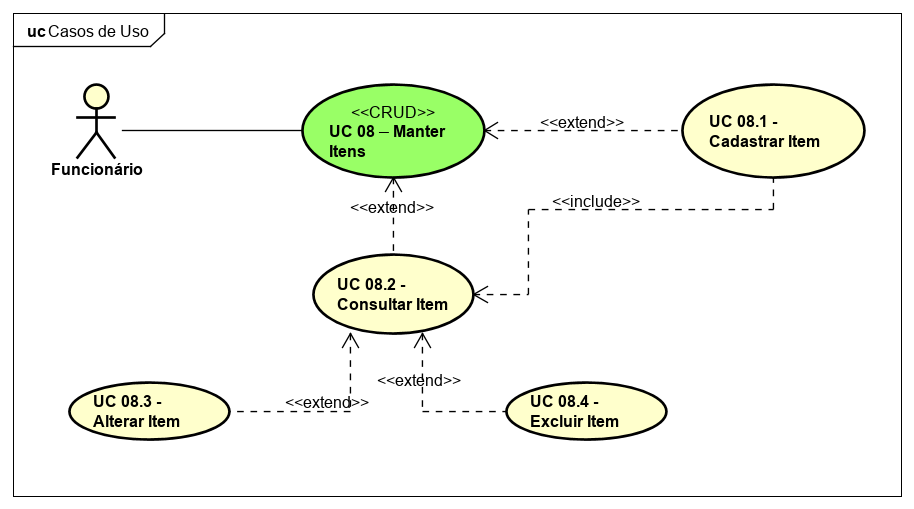 uc Casos de Uso
<<CRUD>>
UC 08 – Manter
Itens
<<extend>>
UC 08.1 -
Cadastrar Item
Funcionário
<<extend>>
<<include>>
UC 08.2 -
Consultar Item
<<extend>>
<<extend>>
UC 08.3 -
Alterar Item
UC 08.4 -
Excluir Item